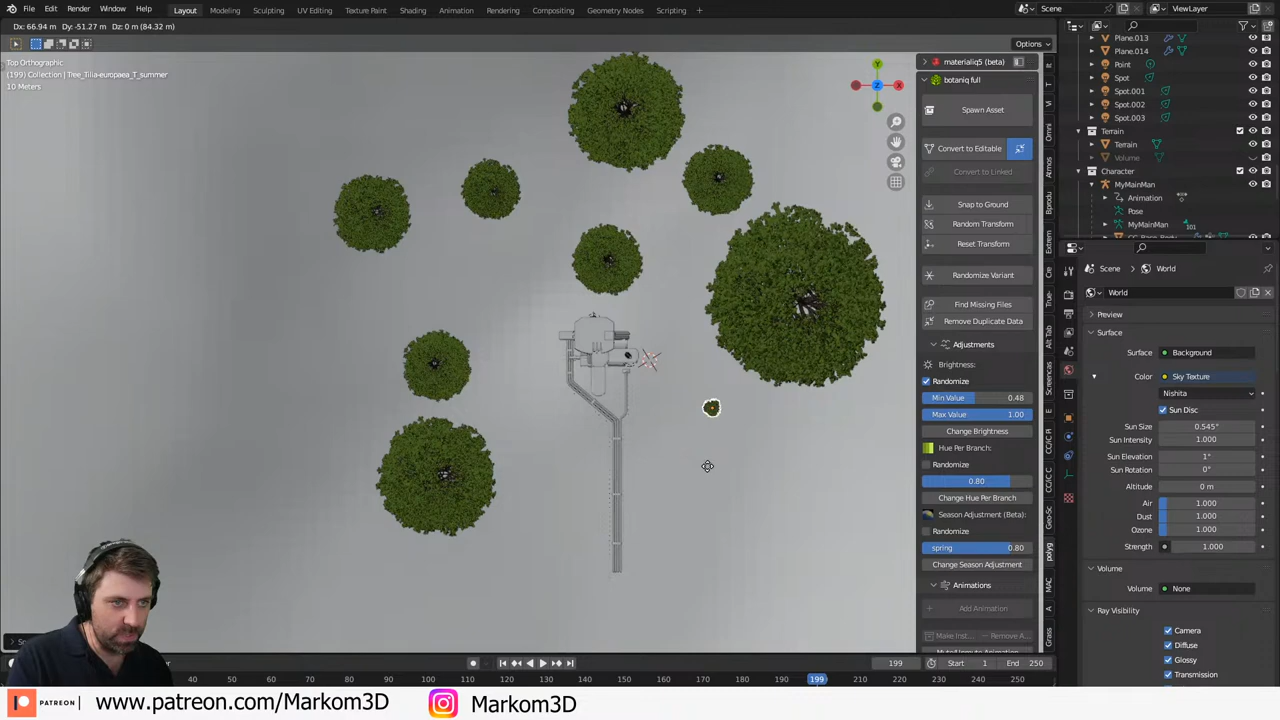 File Edit Render Window Help Layout Modeling Sculpting UV Editing Texture Paint Shading Animation Rendering Compositing Geometry Nodes Scripting Scene ViewLayer
Dx: 66.94 m Dy: -51.27 m Dz: 0 m (84.32 m)
Options
Top Orthographic
(199) Collection | Tree_Tilia-europaea_T_summer
10 Meters
materialiq5 (beta)
botaniq full
Spawn Asset
Convert to Editable
Convert to Linked
Snap to Ground
Random Transform
Reset Transform
Randomize Variant
Find Missing Files
Remove Duplicate Data
Adjustments
Brightness:
Randomize
Min Value 0.48
Max Value 1.00
Change Brightness
Hue Per Branch:
Randomize
0.80
Change Hue Per Branch
Season Adjustment (Beta):
Randomize
spring 0.80
Change Season Adjustment
Animations
Add Animation
Make Inst... Remove A...
Plane.013
Plane.014
Point
Spot
Spot.001
Spot.002
Spot.003
Terrain
Terrain
Volume
Character
MyMainMan
Animation
Pose
MyMainMan
Scene World
World
Preview
Surface
Surface Background
Color Sky Texture
Nishita
Sun Disc
Sun Size 0.545°
Sun Intensity 1.000
Sun Elevation 1°
Sun Rotation 0°
Altitude 0 m
Air 1.000
Dust 1.000
Ozone 1.000
Strength 1.000
Volume
Volume None
Ray Visibility
Camera
Diffuse
Glossy
Transmission
199 Start 1 End 250
40 50 60 70 80 90 100 110 120 130 140 150 160 170 180 190 199 210 220 230 240 250
PATREON www.patreon.com/Markom3D Markom3D